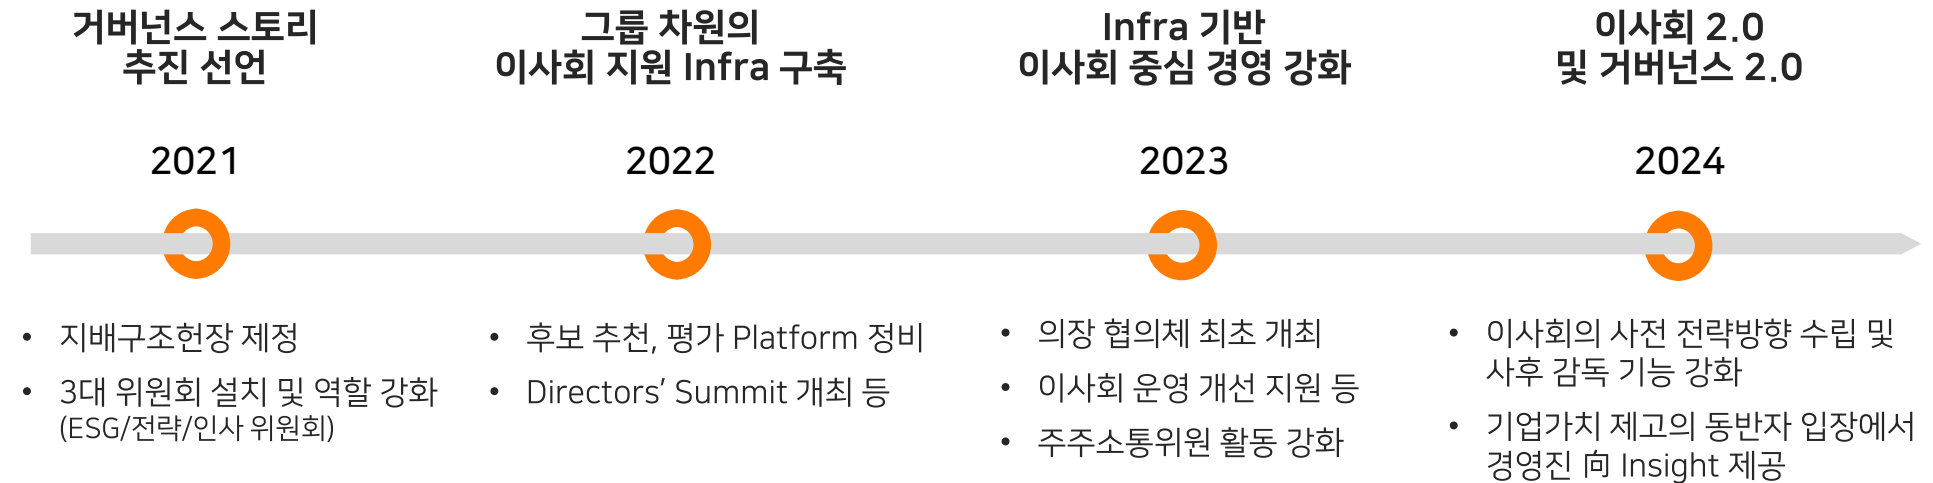 거버넌스 스토리
추진 선언
2021
• 지배구조헌장 제정
• 3대 위원회 설치 및 역할 강화
(ESG/전략/인사 위원회)
그룹 차원의
이사회 지원 Infra 구축
2022
• 후보 추천, 평가 Platform 정비
• Directors’ Summit 개최 등
Infra 기반
이사회 중심 경영 강화
2023
• 의장 협의체 최초 개최
• 이사회 운영 개선 지원 등
• 주주소통위원 활동 강화
이사회 2.0
및 거버넌스 2.0
2024
• 이사회의 사전 전략방향 수립 및
사후 감독 기능 강화
• 기업가치 제고의 동반자 입장에서
경영진 向 Insight 제공